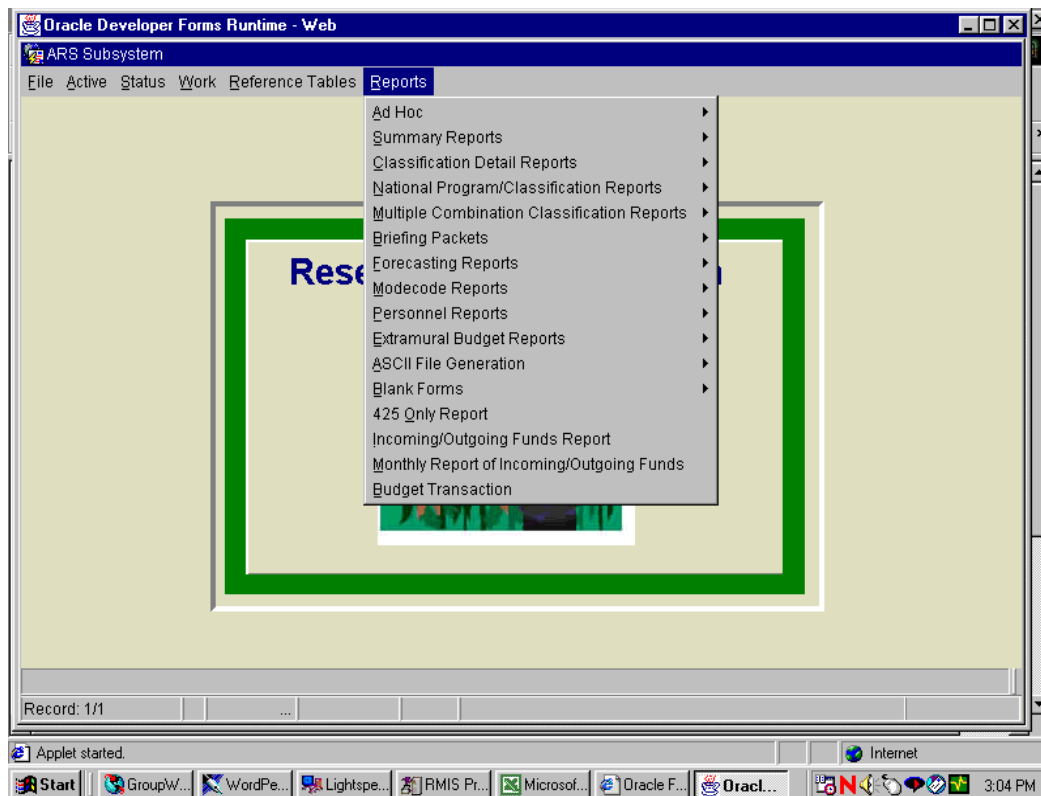 Oracle Developer Forms Runtime - Web
ARS Subsystem
File Active Status Work Reference Tables Reports
Ad Hoc
Summary Reports
Classification Detail Reports
National Program/Classification Reports
Multiple Combination Classification Reports
Briefing Packets
Forecasting Reports
Rese
Modecode Reports
Personnel Reports
Extramural Budget Reports
ASCII File Generation
Blank Forms
425 Only Report
Incoming/Outgoing Funds Report
Monthly Report of Incoming/Outgoing Funds
Budget Transaction
Record: 1/1 ...
Applet started. Internet
Start GroupW... WordPe... Lightspe... RMIS Pr... Microsof... Oracle F... Oracl... 3:04 PM